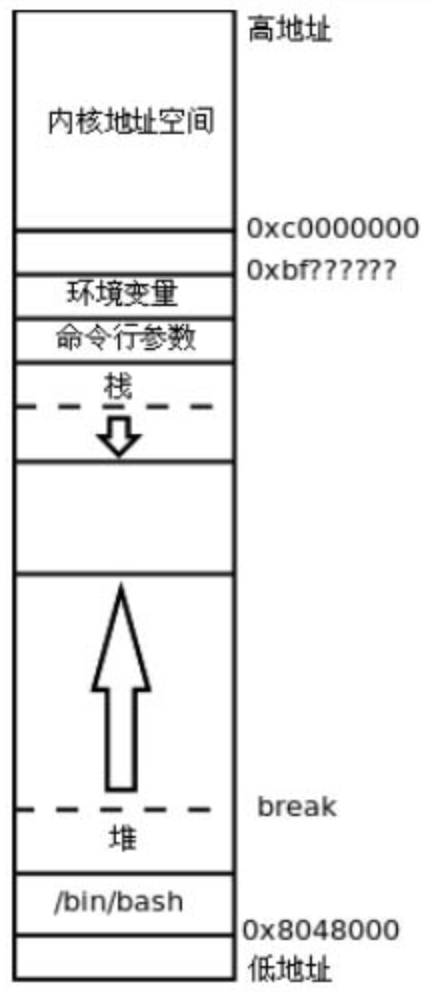 高地址
内核地址空间
0xc0000000
0xbf??????
环境变量
命令行参数
栈
break
堆
/bin/bash
0x8048000
低地址